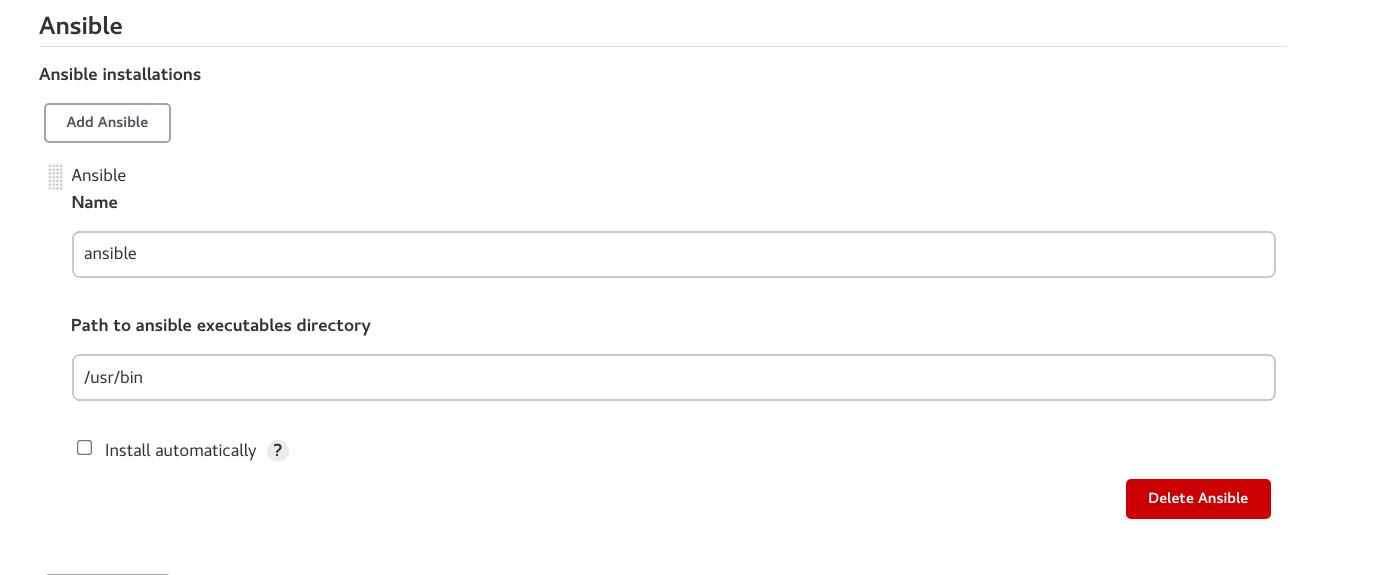 Ansible
Ansible installations
Add Ansible
Ansible
Name
ansible
Path to ansible executables directory
/usr/bin
Install automatically ?
Delete Ansible